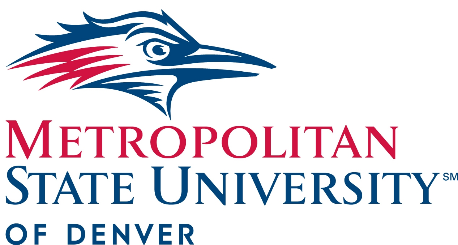 METROPOLITAN
STATE UNIVERSITY℠
OF DENVER